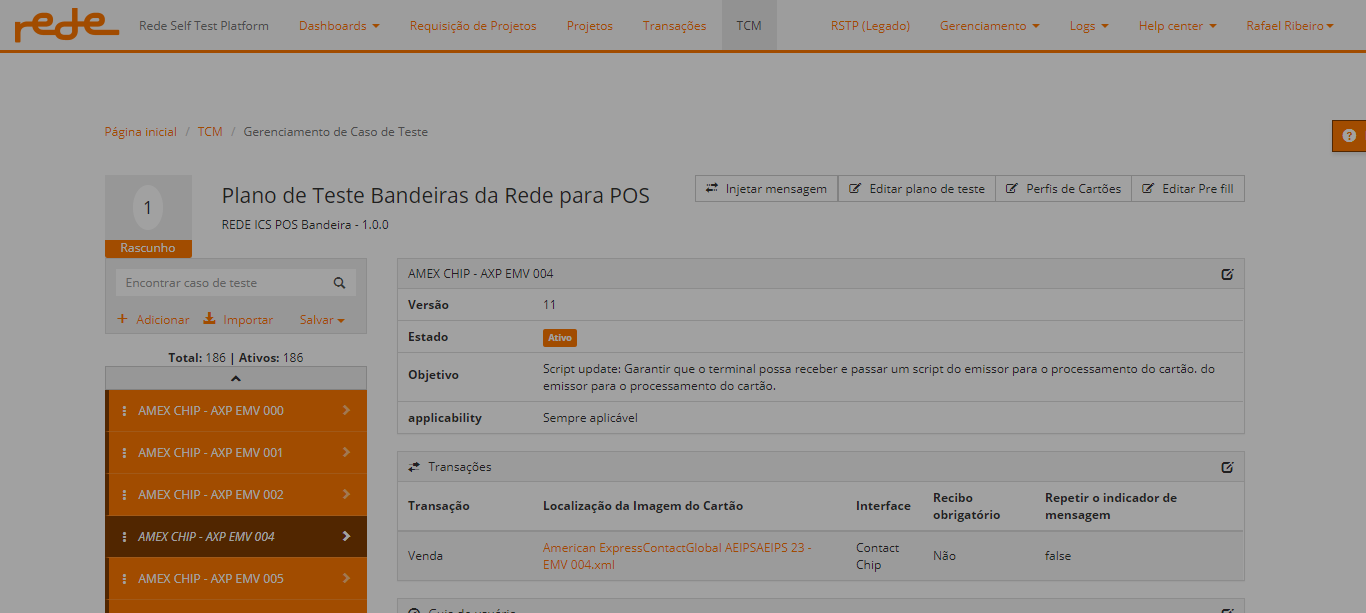 rede Rede Self Test Platform Dashboards Requisição de Projetos Projetos Transações TCM RSTP (Legado) Gerenciamento Logs Help center Rafael Ribeiro
Página inicial / TCM / Gerenciamento de Caso de Teste
1
Rascunho
Plano de Teste Bandeiras da Rede para POS
REDE ICS POS Bandeira - 1.0.0
Injetar mensagem Editar plano de teste Perfis de Cartões Editar Pre fill
Encontrar caso de teste
+ Adicionar Importar Salvar
Total: 186 | Ativos: 186
AMEX CHIP - AXP EMV 000
AMEX CHIP - AXP EMV 001
AMEX CHIP - AXP EMV 002
AMEX CHIP - AXP EMV 004
AMEX CHIP - AXP EMV 005
AMEX CHIP - AXP EMV 004
Versão 11
Estado Ativo
Objetivo Script update: Garantir que o terminal possa receber e passar um script do emissor para o processamento do cartão. do
emissor para o processamento do cartão.
applicability Sempre aplicável
Transações
Transação Localização da Imagem do Cartão Interface Recibo obrigatório Repetir o indicador de mensagem
Venda American ExpressContactGlobal AEIPSAEIPS 23 - EMV 004.xml Contact Chip Não false
Guia do usuário